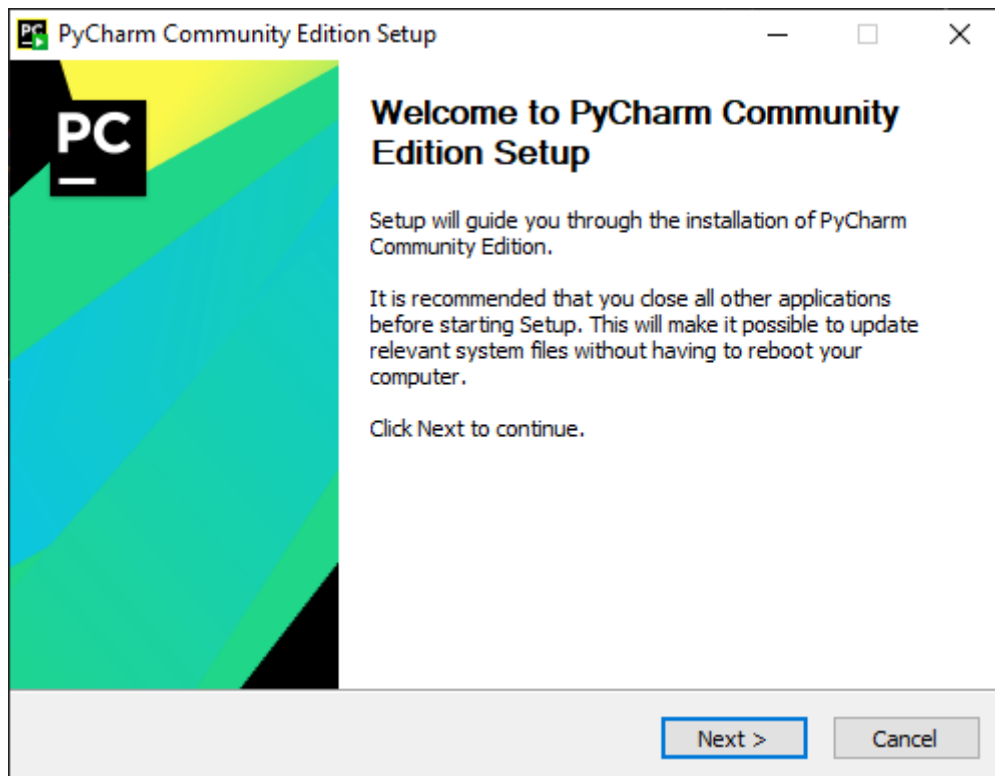 PyCharm Community Edition Setup
PC
Welcome to PyCharm Community
Edition Setup
Setup will guide you through the installation of PyCharm
Community Edition.
It is recommended that you close all other applications
before starting Setup. This will make it possible to update
relevant system files without having to reboot your
computer.
Click Next to continue.
Next >
Cancel